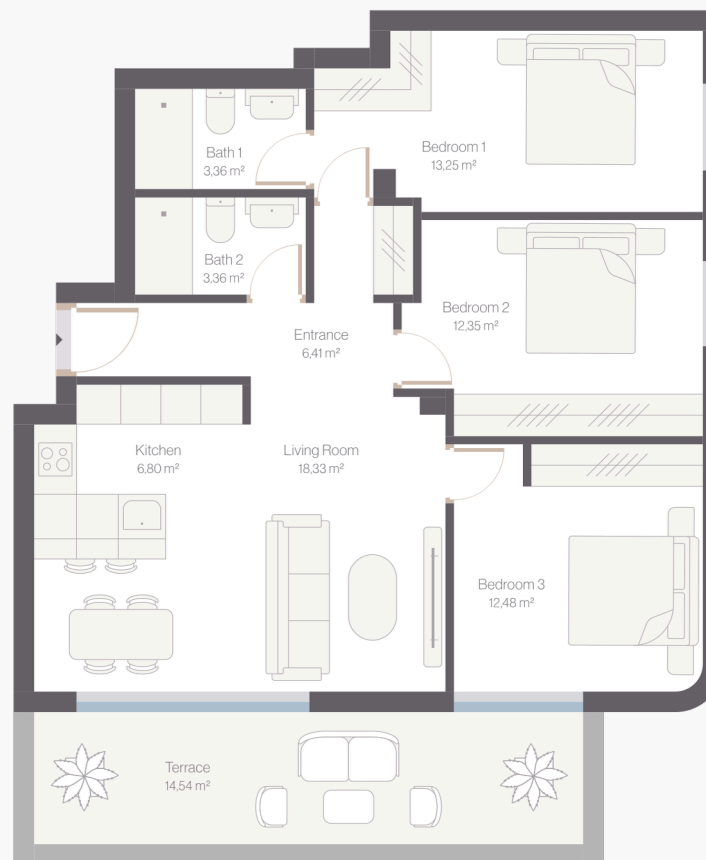 Bedroom 1
13,25 m²
Bath 1
3,36 m²
Bath 2
3,36 m²
Bedroom 2
12,35 m²
Entrance
6,41 m²
Kitchen
6,80 m²
Living Room
18,33 m²
Bedroom 3
12,48 m²
Terrace
14,54 m²